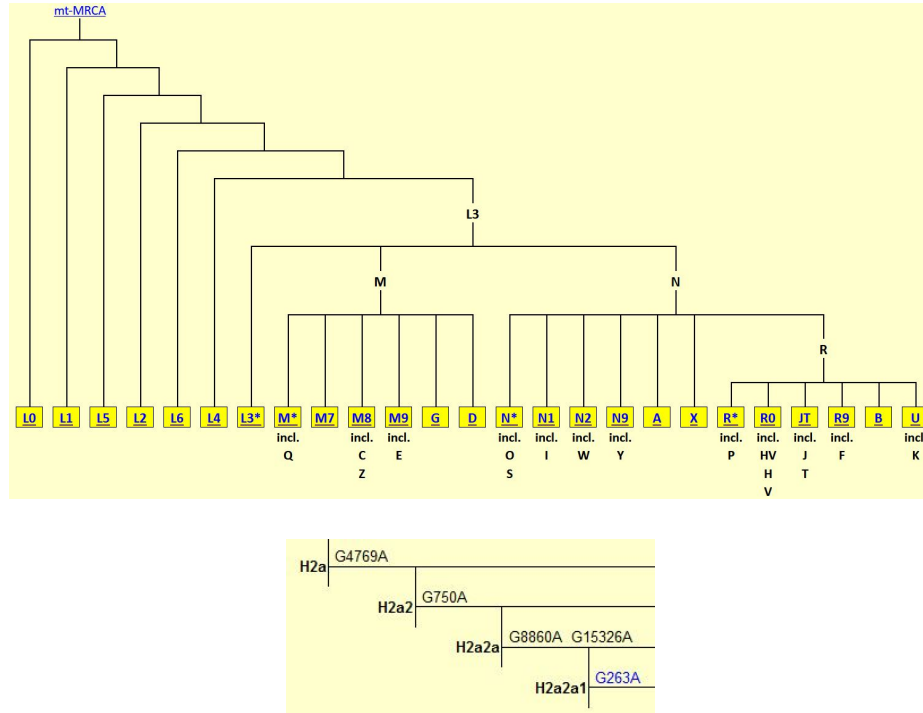 mt-MRCA
L3
M N
R
L0 L1 L5 L2 L6 L4 L3* M* M7 M8 M9 G D N* N1 N2 N9 A X R* R0 JT R9 B U
incl. incl. incl. incl. incl. incl. incl. incl. incl. incl. incl. incl.
Q C E O I W Y P HV J F K
Z S H T
V
G4769A
H2a
G750A
H2a2
G8860A G15326A
H2a2a
G263A
H2a2a1